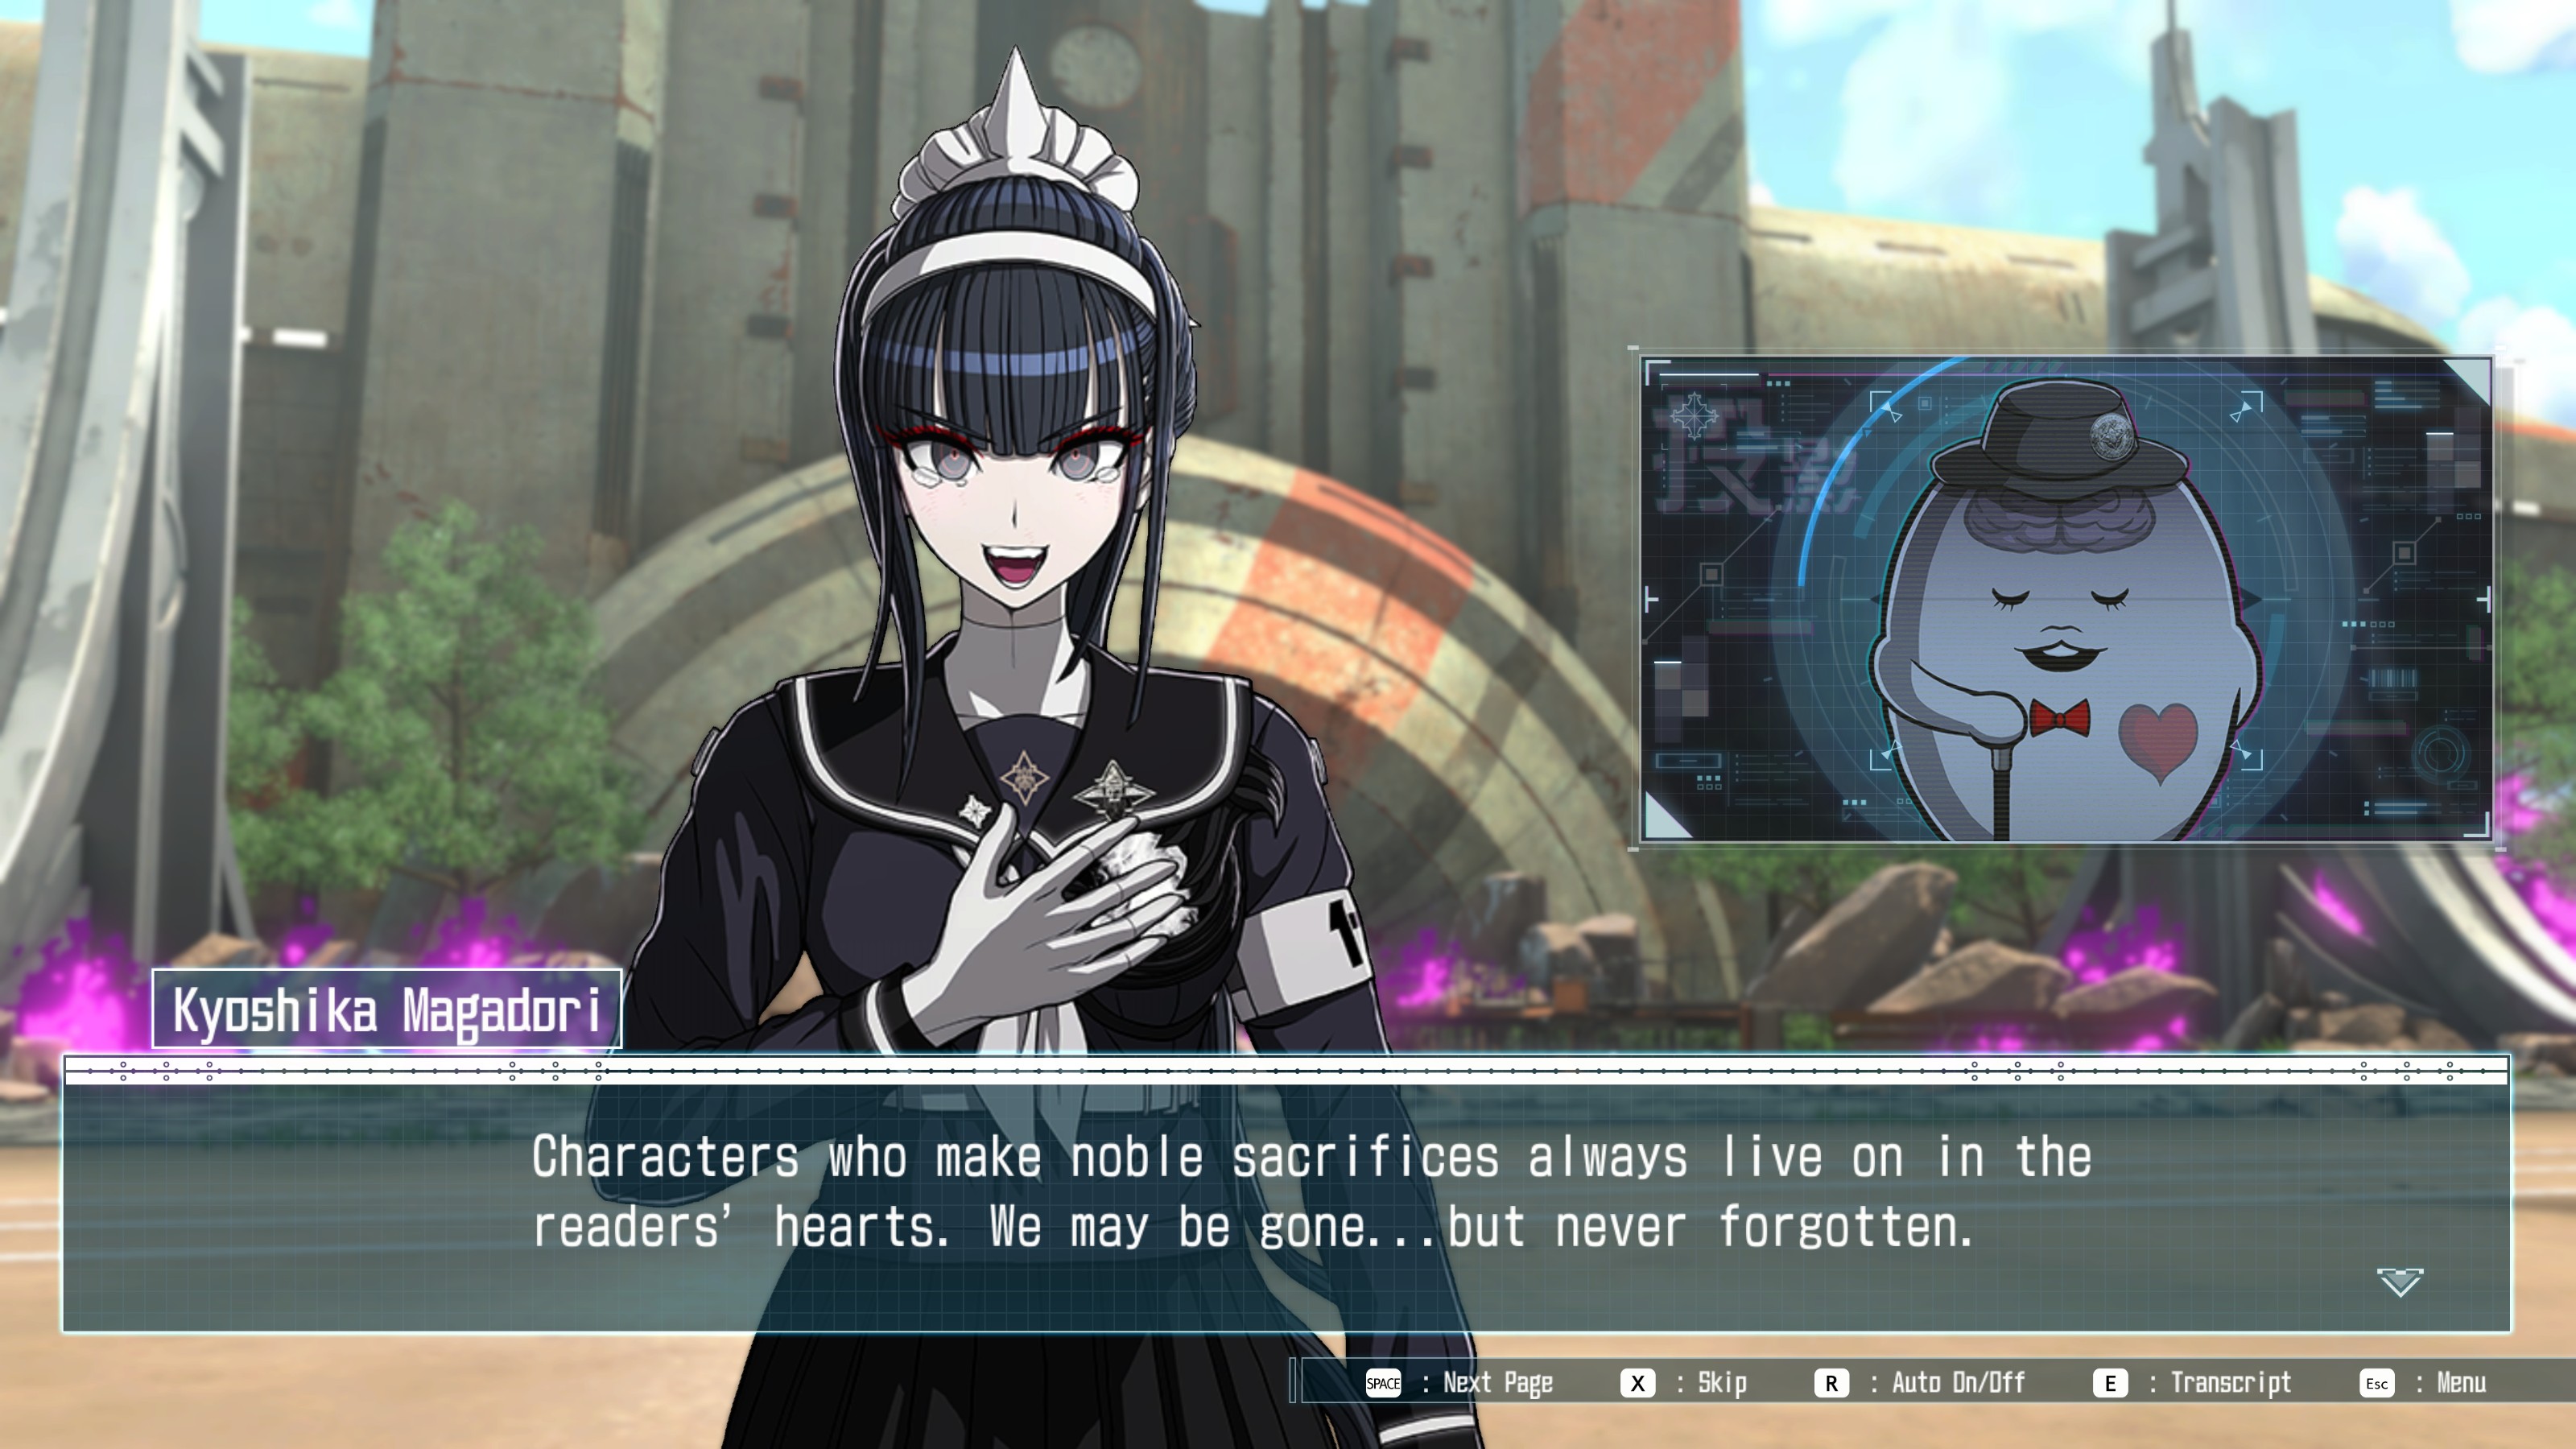 Kyoshika Magadori
Characters who make noble sacrifices always live on in the
readers' hearts. We may be gone...but never forgotten.
SPACE : Next Page X : Skip R : Auto On/Off E : Transcript Esc : Menu